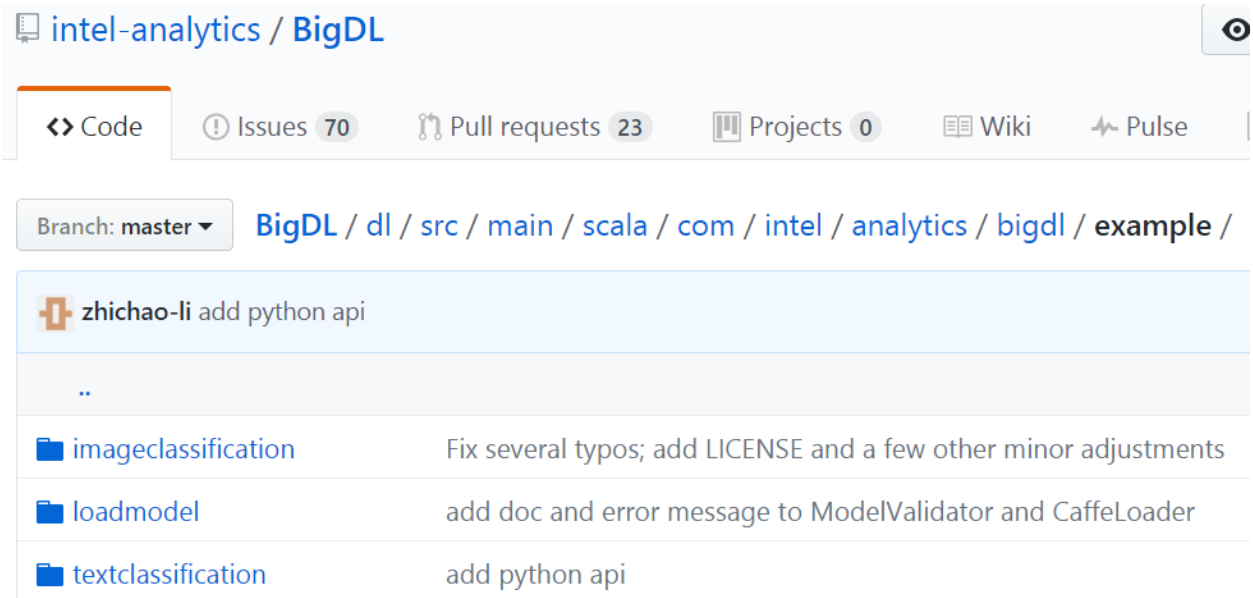 intel-analytics / BigDL
Code Issues 70 Pull requests 23 Projects 0 Wiki Pulse
Branch: master BigDL / dl / src / main / scala / com / intel / analytics / bigdl / example /
zhichao-li add python api
..
imageclassification Fix several typos; add LICENSE and a few other minor adjustments
loadmodel add doc and error message to ModelValidator and CaffeLoader
textclassification add python api